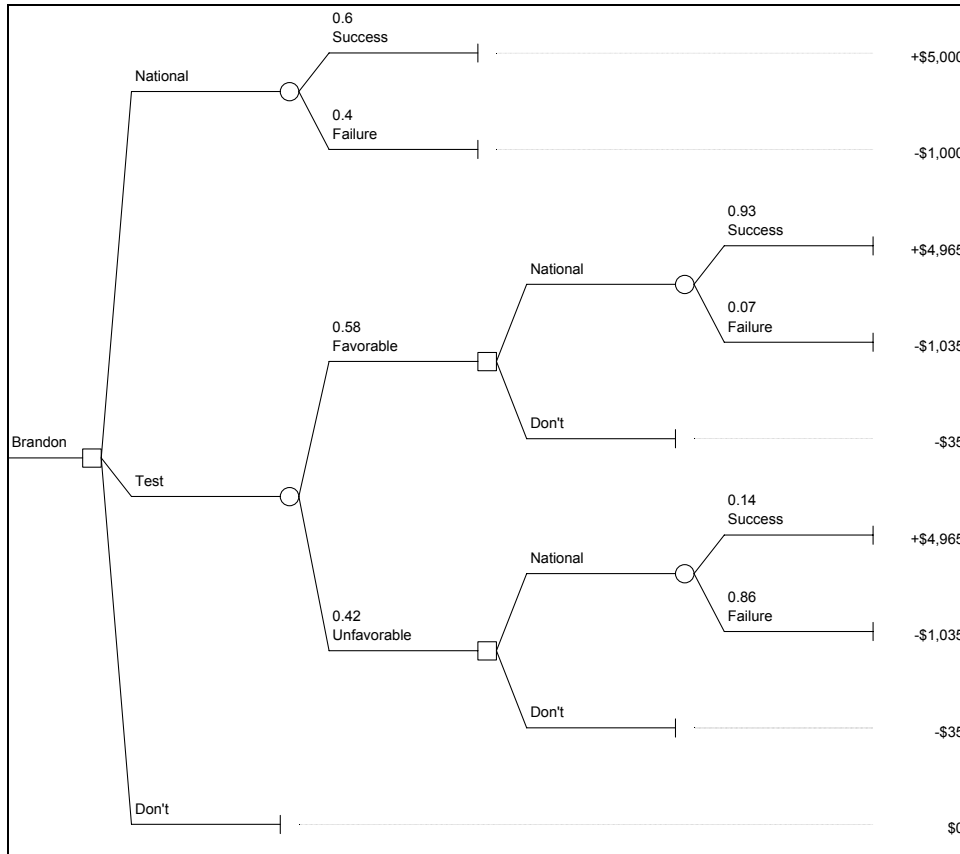 0.6
Success
National
+$5,000
0.4
Failure
-$1,000
0.93
Success
+$4,965
National
0.07
Failure
-$1,035
0.58
Favorable
Don't
-$35
Brandon
Test
0.14
Success
+$4,965
National
0.86
Failure
-$1,035
0.42
Unfavorable
Don't
-$35
Don't
$0